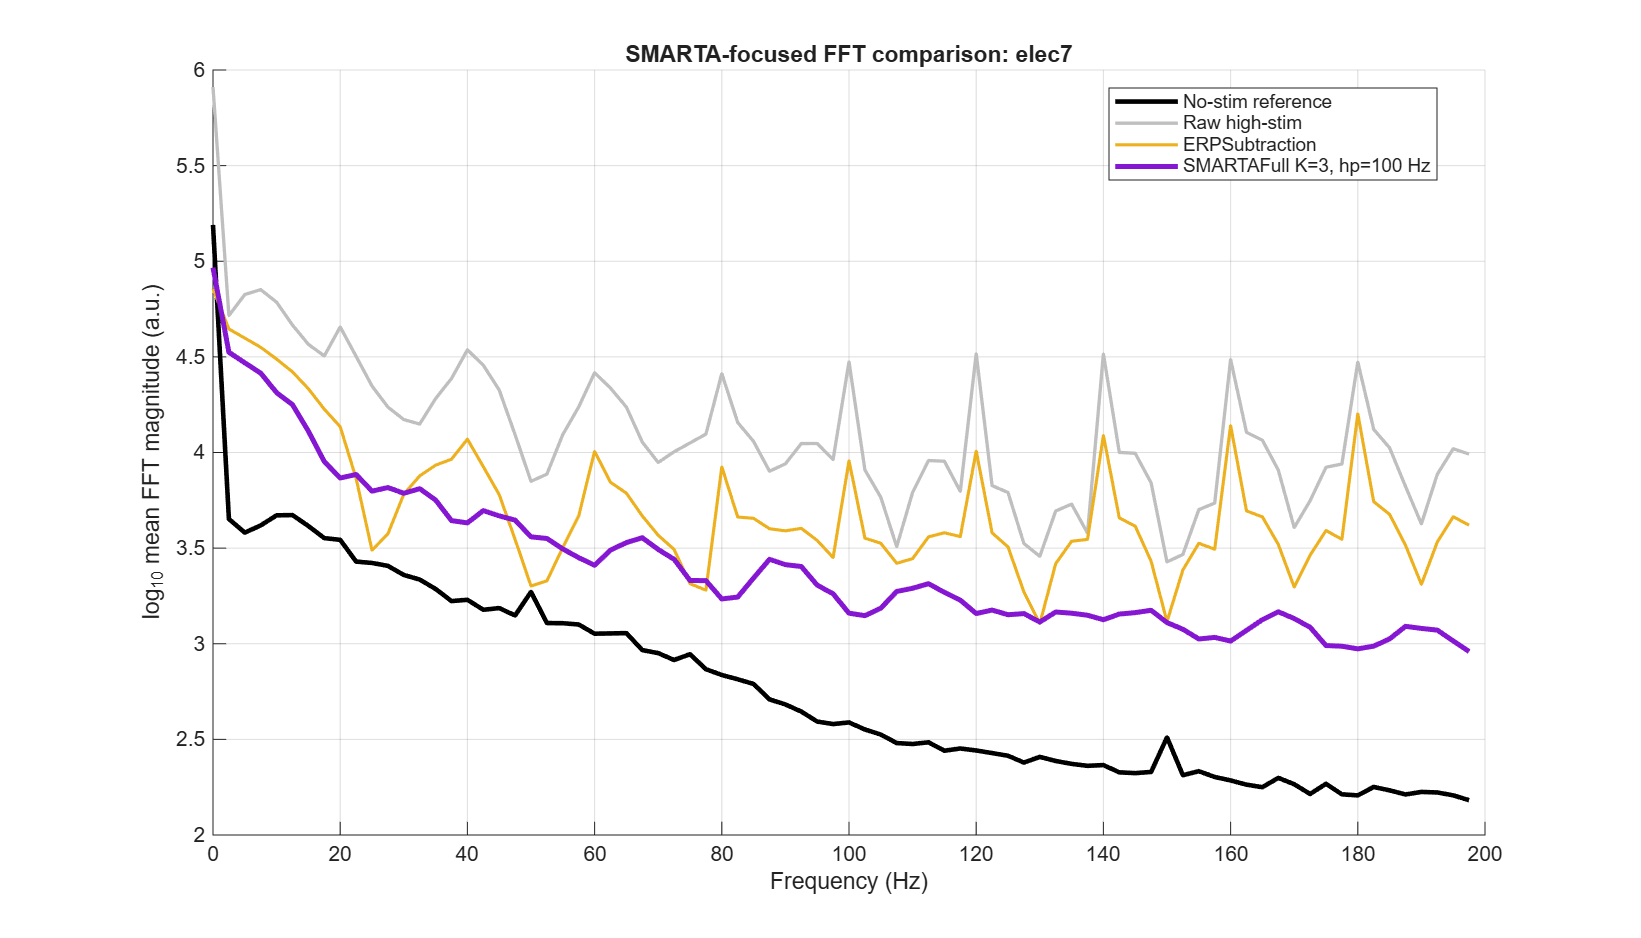 SMARTA-focused FFT comparison: elec7
No-stim reference
Raw high-stim
ERPSubtraction
SMARTAFull K=3, hp=100 Hz
6
5.5
5
4.5
4
3.5
3
2.5
2
log₁₀ mean FFT magnitude (a.u.)
0 20 40 60 80 100 120 140 160 180 200
Frequency (Hz)